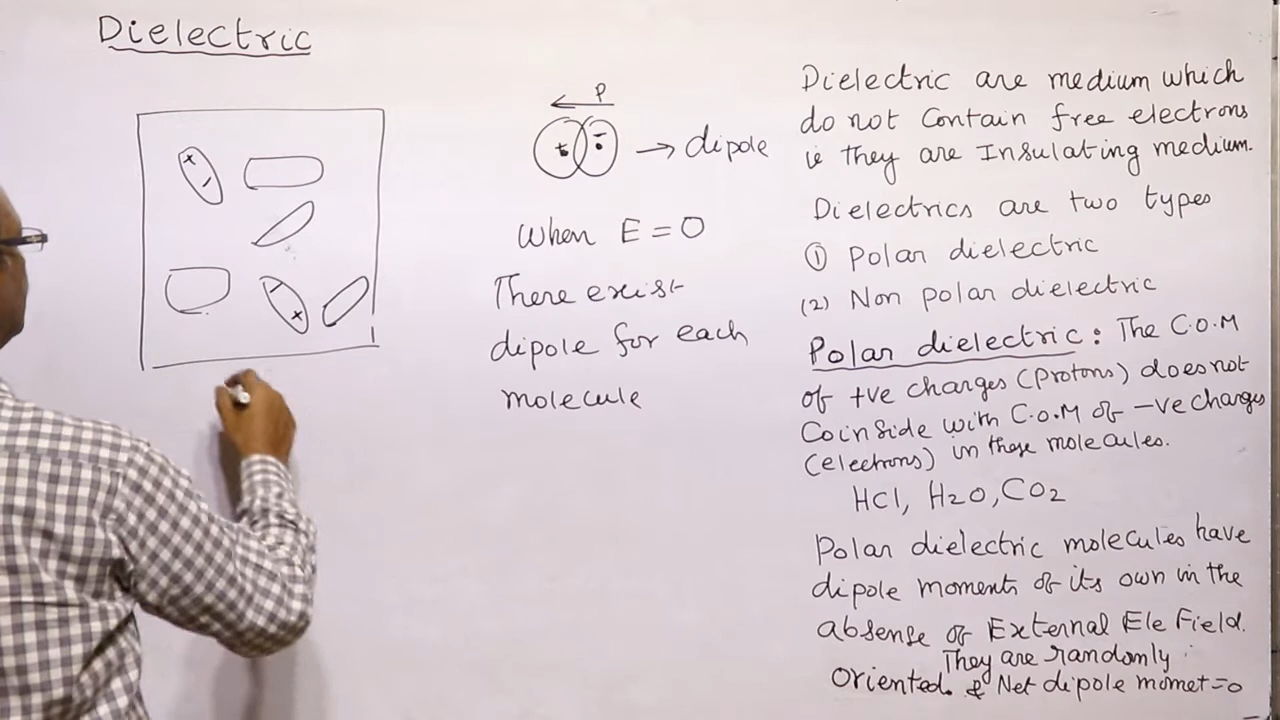 Dielectric
P
+ -
→ dipole
+
-
-
+
When E = 0
There exist
dipole for each
molecule
Dielectric are medium which
do not contain free electrons
ie They are Insulating medium.
Dielectrics are two types
① Polar dielectric
(2) Non polar dielectric
Polar dielectric : The C.O.M
of +ve charges (protons) does not
Coinside with C.O.M of -ve charges
(electrons) in these molecules.
HCl, H2O, CO2
Polar dielectric molecules have
dipole moments of its own in the
absense of External Ele Field.
They are randomly
oriented. & Net dipole momet=0